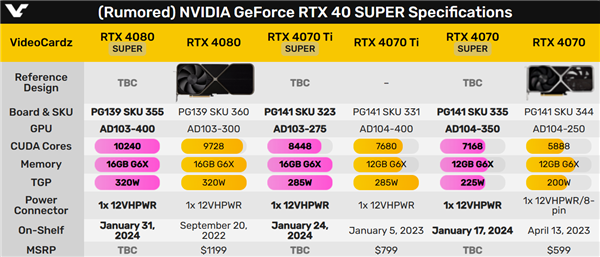 (Rumored) NVIDIA GeForce RTX 40 SUPER Specifications
VideoCardz RTX 4080 SUPER RTX 4080 RTX 4070 Ti SUPER RTX 4070 Ti RTX 4070 SUPER RTX 4070
Reference Design TBC TBC – TBC
Board & SKU PG139 SKU 355 PG139 SKU 360 PG141 SKU 323 PG141 SKU 331 PG141 SKU 335 PG141 SKU 344
GPU AD103-400 AD103-300 AD103-275 AD104-400 AD104-350 AD104-250
CUDA Cores 10240 9728 8448 7680 7168 5888
Memory 16GB G6X 16GB G6X 16GB G6X 12GB G6X 12GB G6X 12GB G6X
TGP 320W 320W 285W 285W 225W 200W
Power Connector 1x 12VHPWR 1x 12VHPWR 1x 12VHPWR 1x 12VHPWR 1x 12VHPWR 1x 12VHPWR/8-pin
On-Shelf January 31, 2024 September 20, 2022 January 24, 2024 January 5, 2023 January 17, 2024 April 13, 2023
MSRP TBC $1199 TBC $799 TBC $599